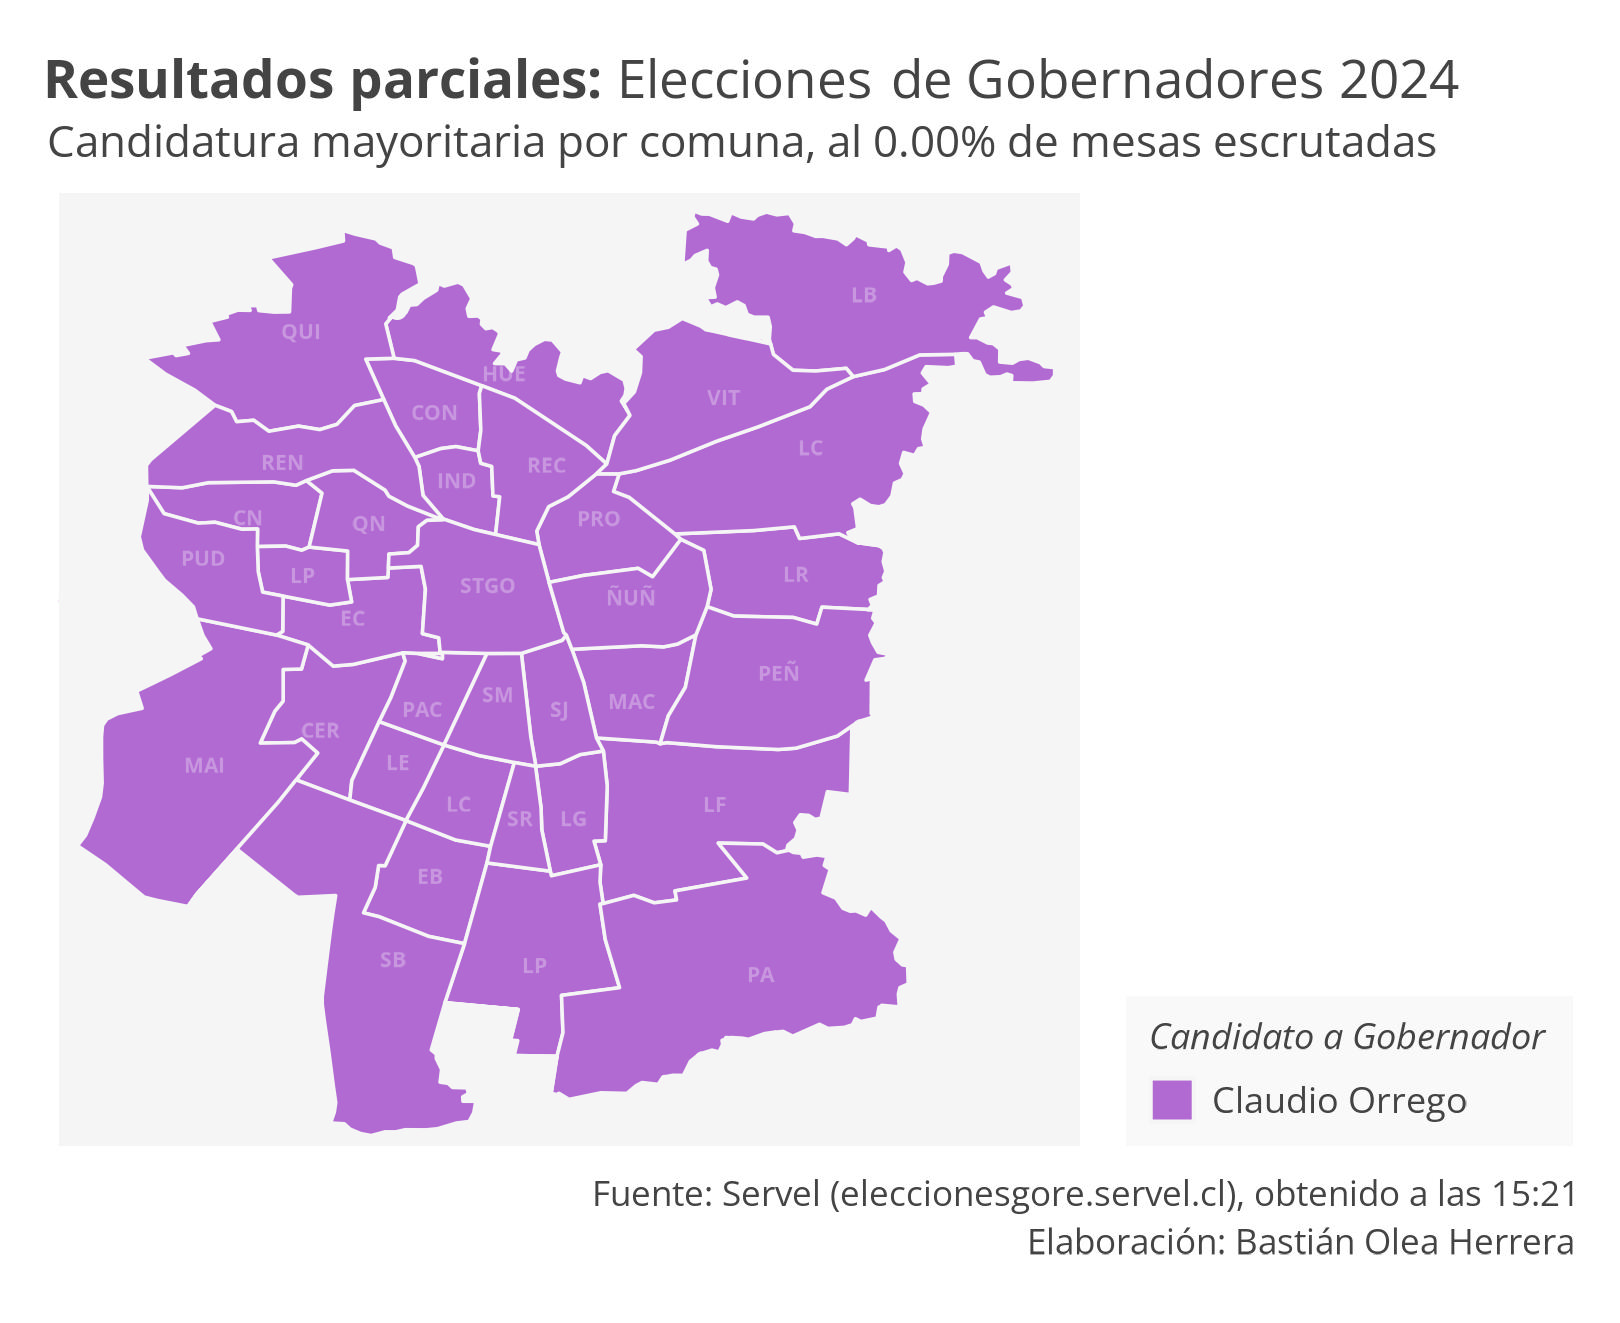 Resultados parciales: Elecciones de Gobernadores 2024
Candidatura mayoritaria por comuna, al 0.00% de mesas escrutadas
LB
QUI
HUE
VIT
CON
LC
REN
REC
IND
CN
QN
PRO
PUD
LP
STGO
LR
ÑUÑ
EC
PEÑ
SM
MAC
PAC
SJ
CER
LE
MAI
LC
LF
SR
LG
EB
SB
LP
PA
Candidato a Gobernador
Claudio Orrego
Fuente: Servel (eleccionesgore.servel.cl), obtenido a las 15:21
Elaboración: Bastián Olea Herrera